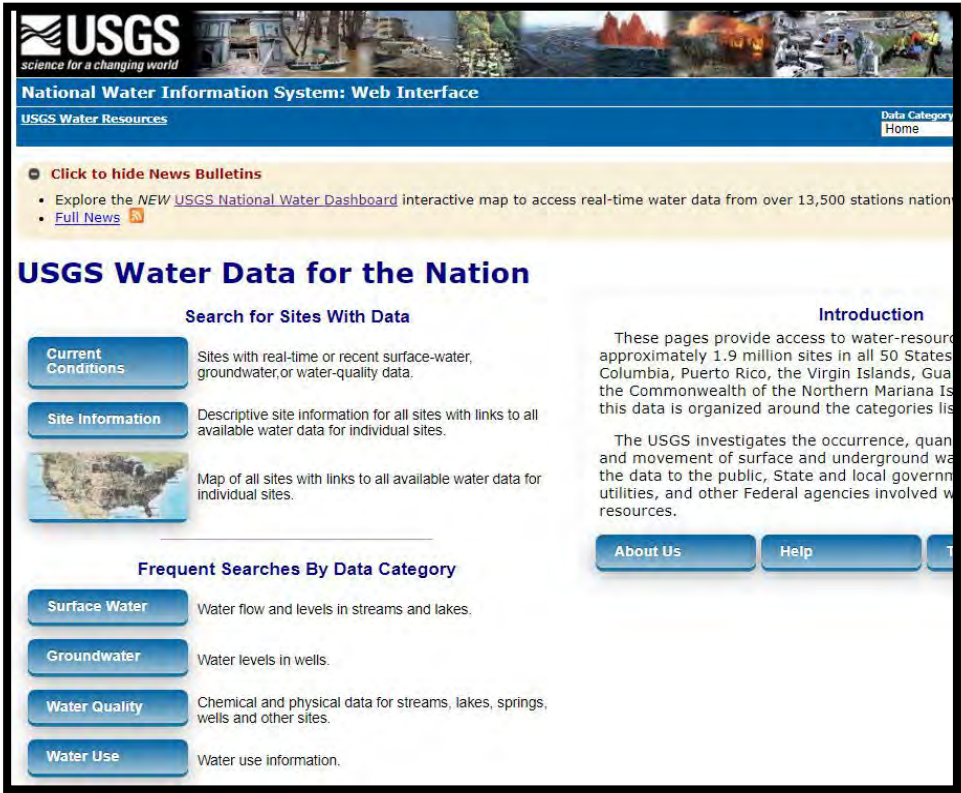 USGS
science for a changing world
National Water Information System: Web Interface
USGS Water Resources
Data Category
Home
Click to hide News Bulletins
• Explore the NEW USGS National Water Dashboard interactive map to access real-time water data from over 13,500 stations
• Full News
USGS Water Data for the Nation
Search for Sites With Data
Current
Conditions
Sites with real-time or recent surface-water,
groundwater,or water-quality data.
Site Information
Descriptive site information for all sites with links to all
available water data for individual sites.
Map of all sites with links to all available water data for
individual sites.
Frequent Searches By Data Category
Surface Water
Water flow and levels in streams and lakes.
Groundwater
Water levels in wells.
Water Quality
Chemical and physical data for streams, lakes, springs,
wells and other sites.
Water Use
Water use information.
Introduction
These pages provide access to
approximately 1.9 million sites in all 50 States
Columbia, Puerto Rico, the Virgin Islands,
the Commonwealth of the Northern Mariana
this data is organized around the categories
The USGS investigates the occurrence,
and movement of surface and underground
the data to the public, State and local
utilities, and other Federal agencies involved
resources.
About Us
Help